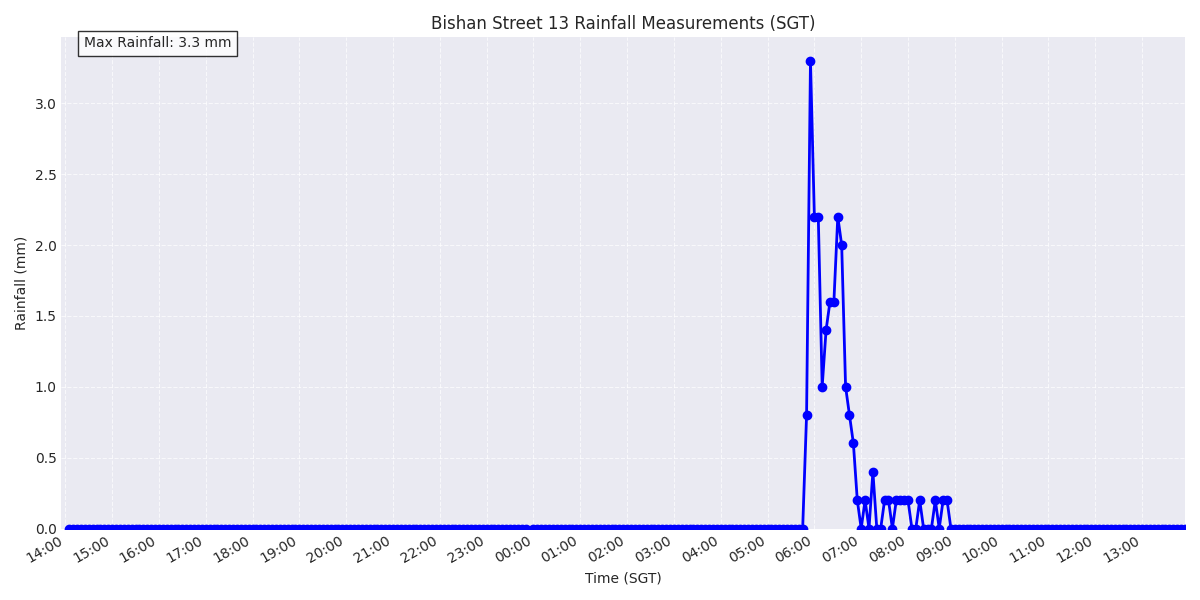 Bishan Street 13 Rainfall Measurements (SGT)
Max Rainfall: 3.3 mm
3.0
2.5
2.0
1.5
1.0
0.5
0.0
Rainfall (mm)
14:00 15:00 16:00 17:00 18:00 19:00 20:00 21:00 22:00 23:00 00:00 01:00 02:00 03:00 04:00 05:00 06:00 07:00 08:00 09:00 10:00 11:00 12:00 13:00
Time (SGT)